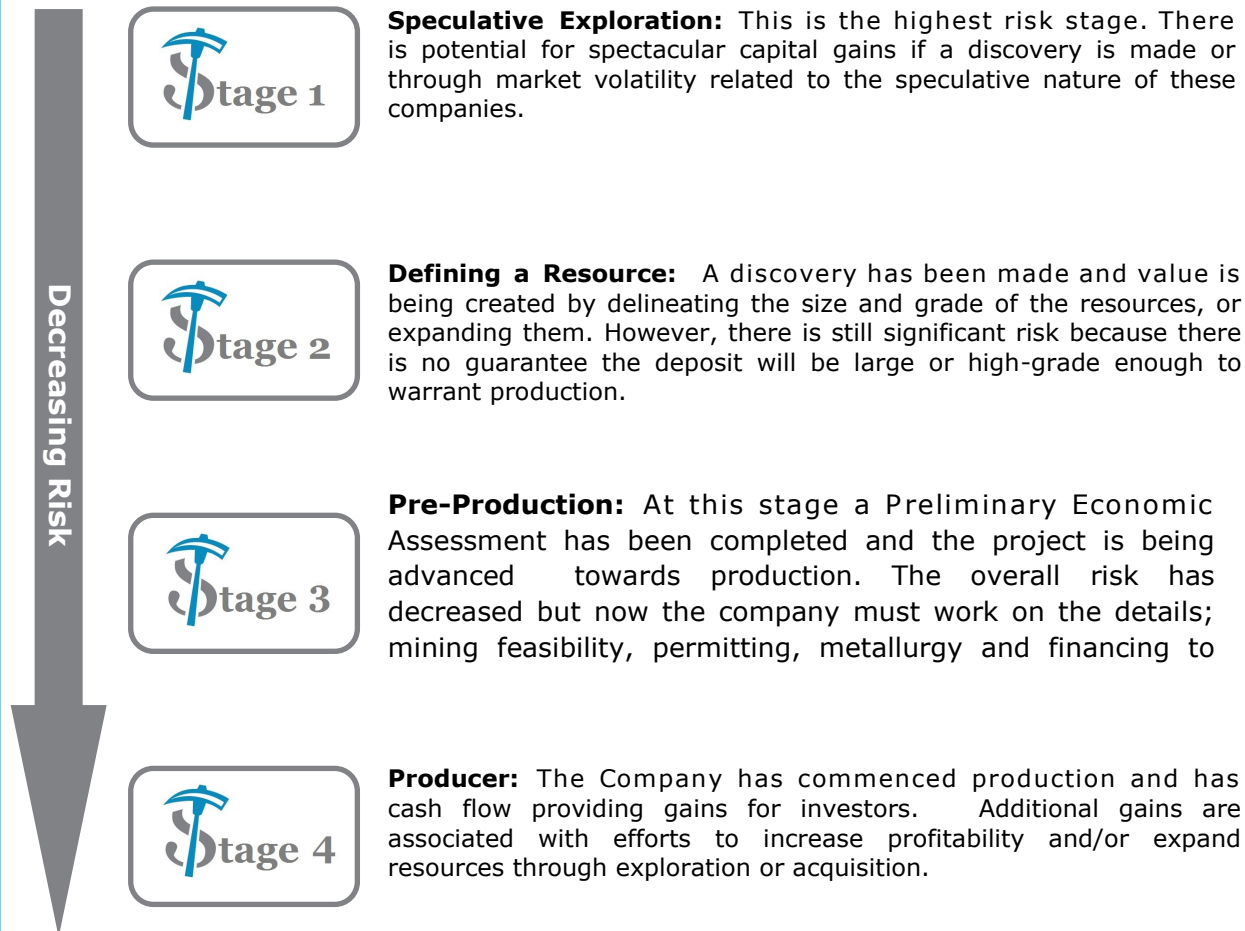 Decreasing Risk
Stage 1
Speculative Exploration: This is the highest risk stage. There
is potential for spectacular capital gains if a discovery is made or
through market volatility related to the speculative nature of these
companies.
Stage 2
Defining a Resource: A discovery has been made and value is
being created by delineating the size and grade of the resources, or
expanding them. However, there is still significant risk because there
is no guarantee the deposit will be large or high-grade enough to
warrant production.
Stage 3
Pre-Production: At this stage a Preliminary Economic
Assessment has been completed and the project is being
advanced towards production. The overall risk has
decreased but now the company must work on the details;
mining feasibility, permitting, metallurgy and financing to
Stage 4
Producer: The Company has commenced production and has
cash flow providing gains for investors. Additional gains are
associated with efforts to increase profitability and/or expand
resources through exploration or acquisition.